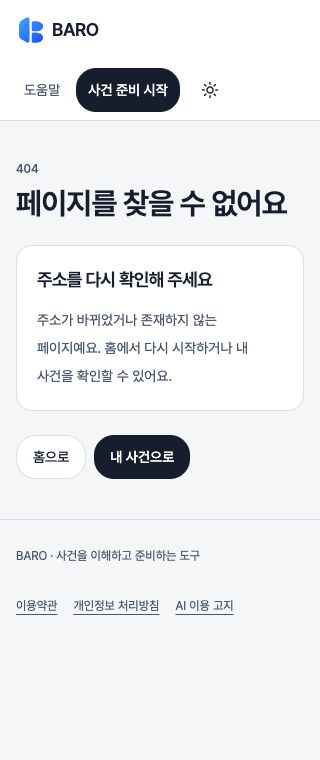 BARO
도움말
사건 준비 시작
404
페이지를 찾을 수 없어요
주소를 다시 확인해 주세요
주소가 바뀌었거나 존재하지 않는
페이지예요. 홈에서 다시 시작하거나 내
사건을 확인할 수 있어요.
홈으로
내 사건으로
BARO · 사건을 이해하고 준비하는 도구
이용약관
개인정보 처리방침
AI 이용 고지